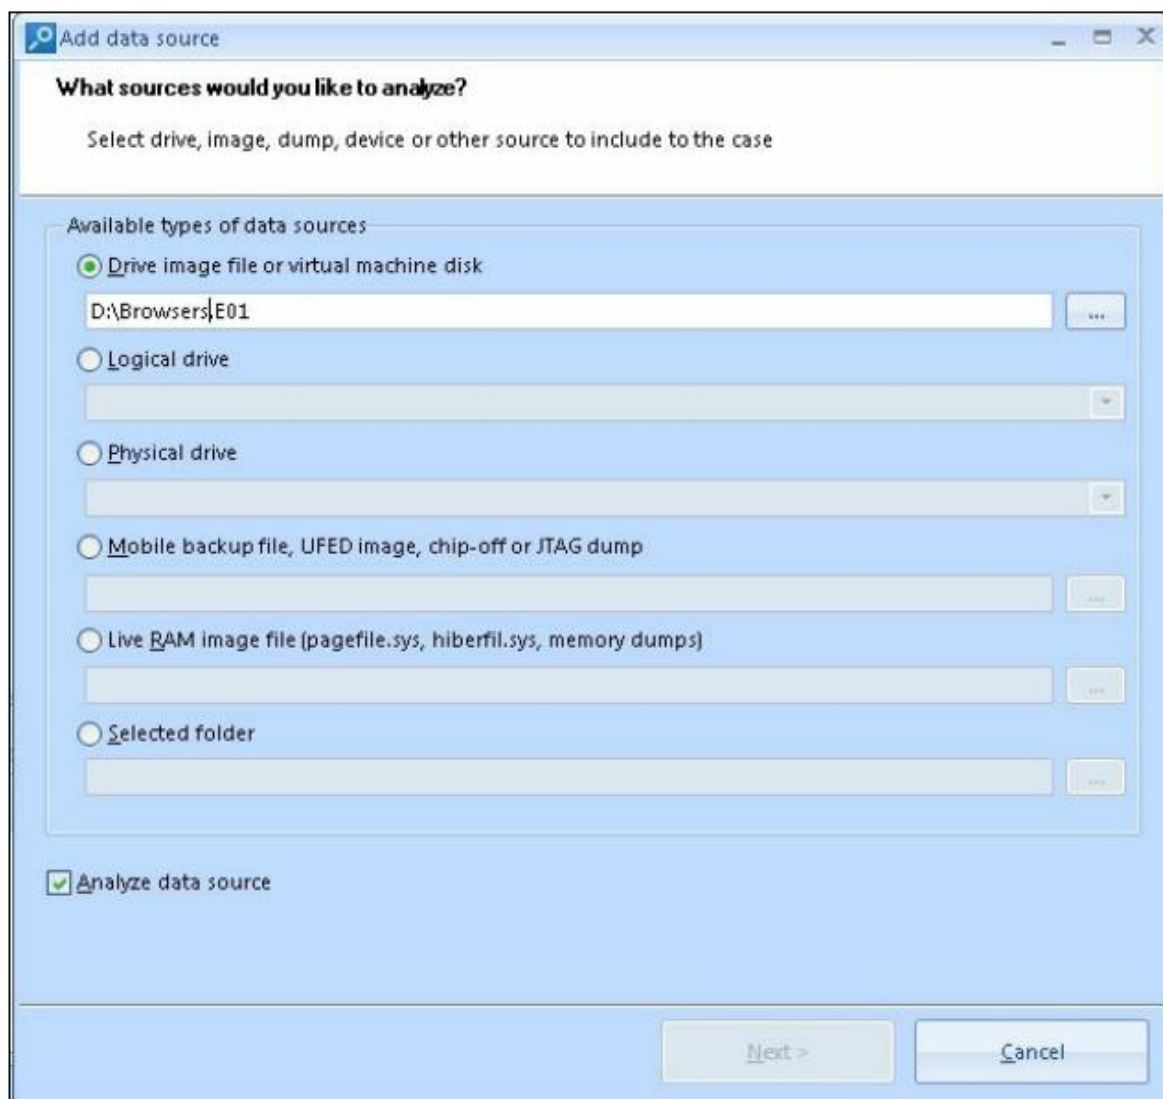 Add data source
What sources would you like to analyze?
Select drive, image, dump, device or other source to include to the case
Available types of data sources
Drive image file or virtual machine disk
D:\Browsers.E01
...
Logical drive
Physical drive
Mobile backup file, UFED image, chip-off or JTAG dump
...
Live RAM image file (pagefile.sys, hiberfil.sys, memory dumps)
...
Selected folder
...
Analyze data source
Next >
Cancel